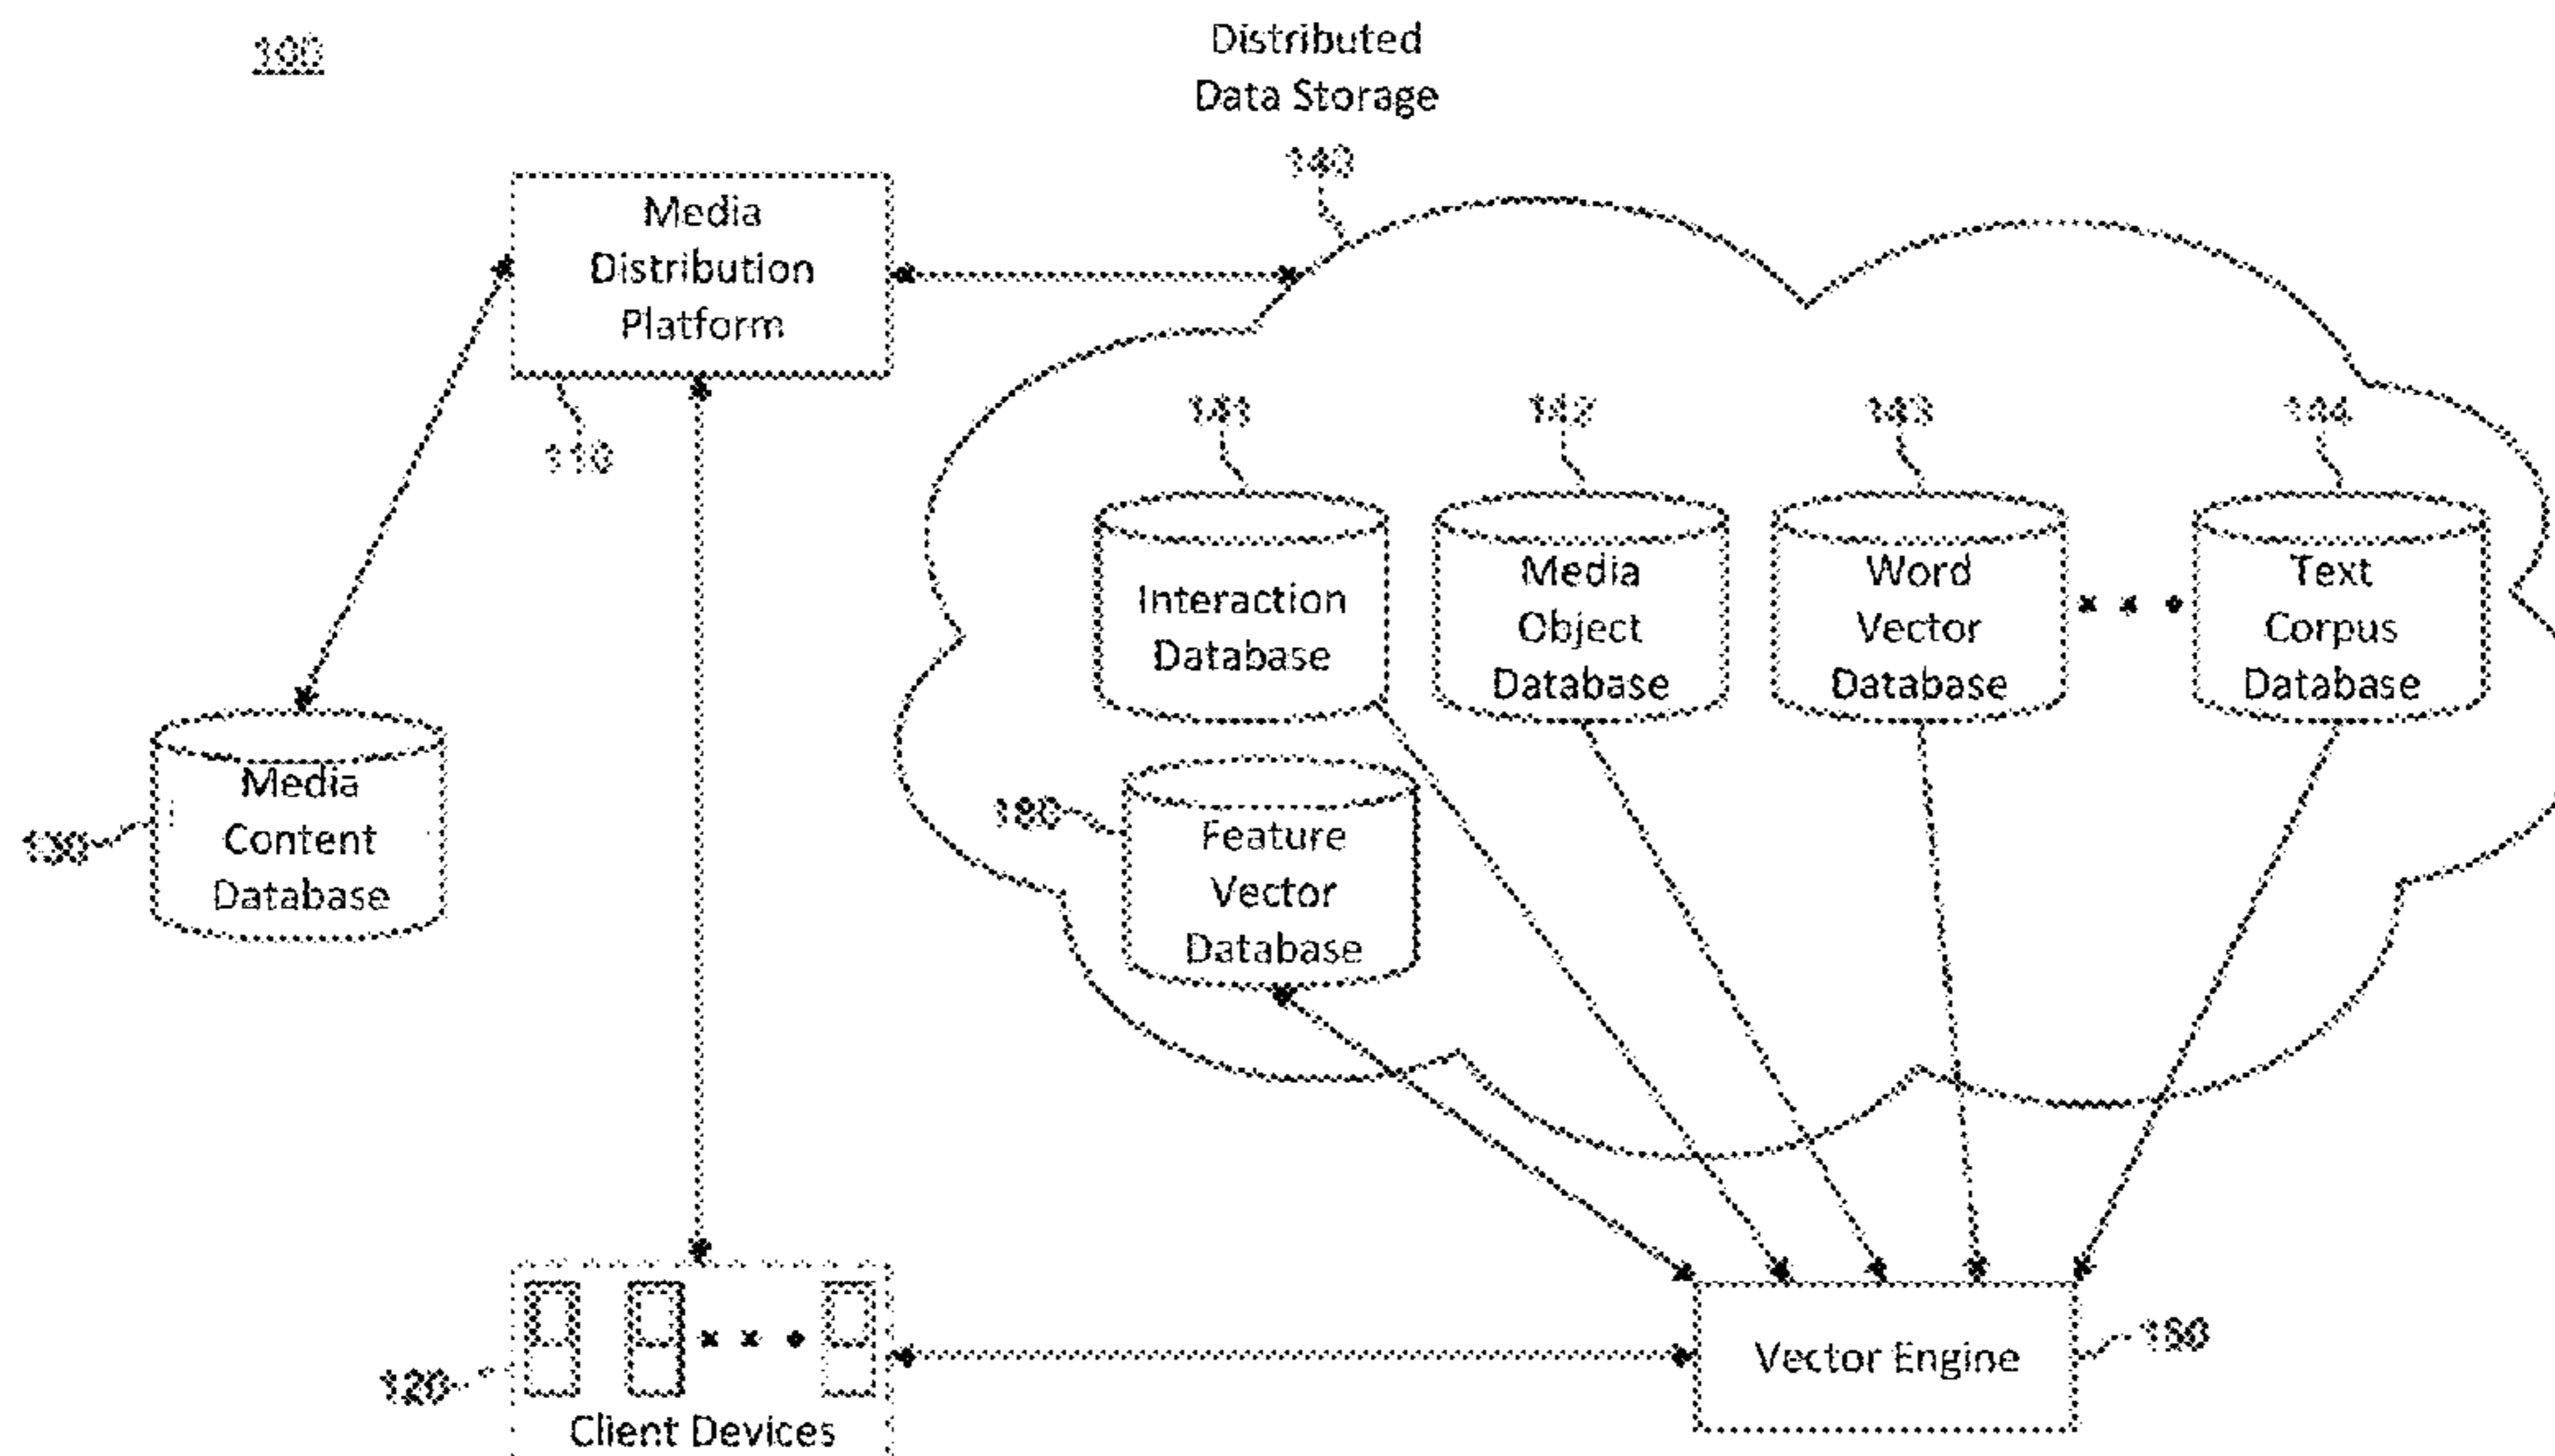 100
Distributed
Data Storage
140
Media
Distribution
Platform
110
141
142
143
144
Interaction
Database
Media
Object
Database
Word
Vector
Database
Text
Corpus
Database
Media
Content
Database
130
Feature
Vector
Database
120
Client Devices
Vector Engine
150